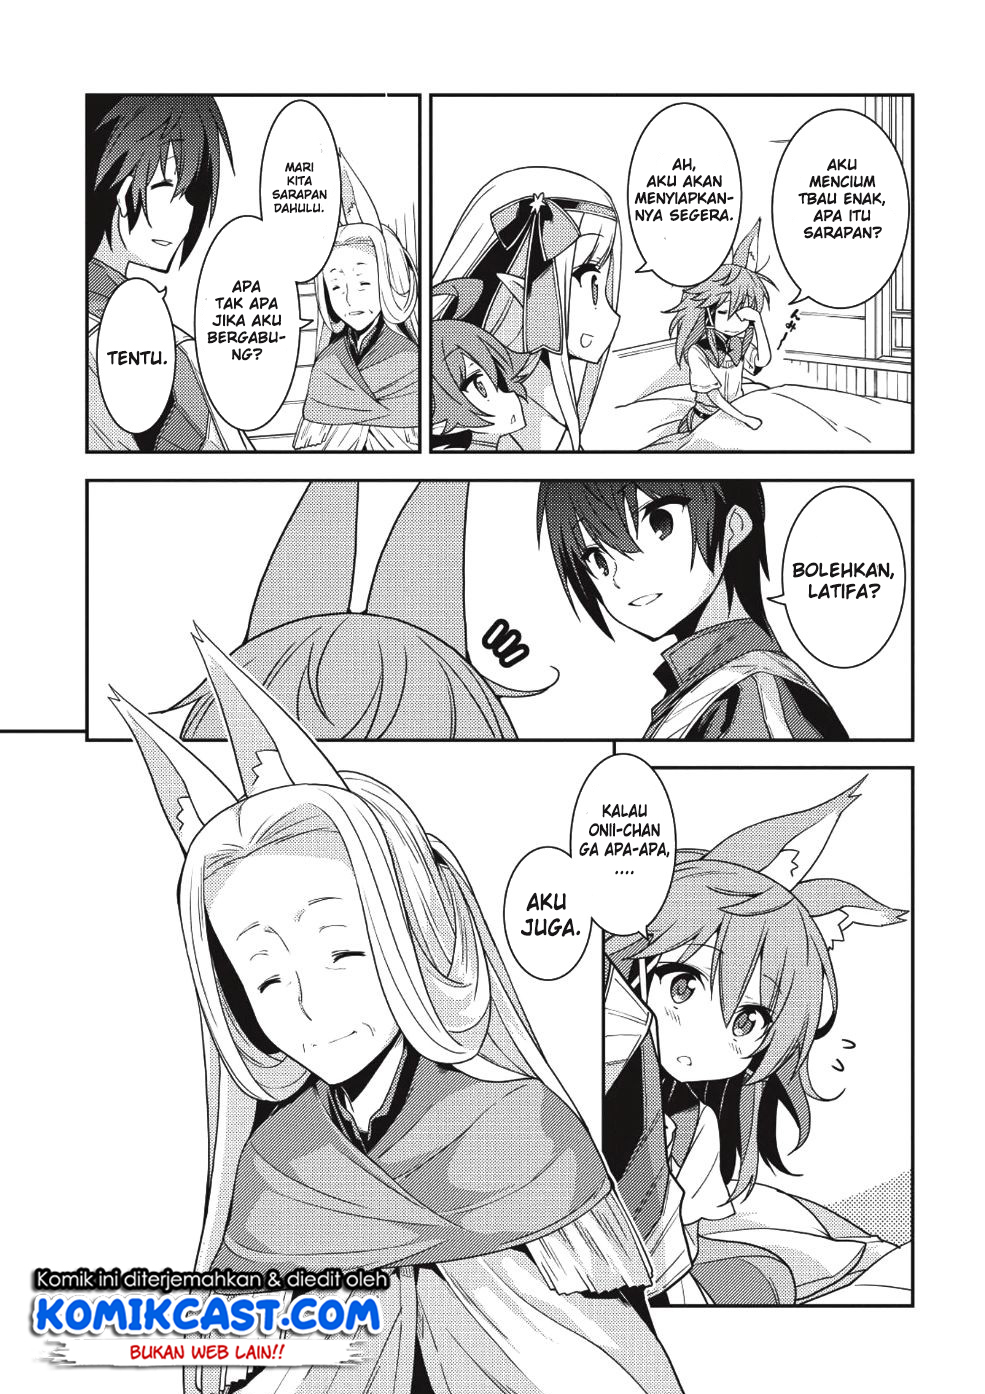 AKU
MENCIUM
TBAU ENAK,
APA ITU
SARAPAN?
AH,
AKU AKAN
MENYIAPKAN-
NYA SEGERA.
MARI
KITA
SARAPAN
DAHULU.
APA
TAK APA
JIKA AKU
BERGABU-
NG?
TENTU.
BOLEHKAN,
LATIFA?
KALAU
ONII-CHAN
GA APA-APA,
....
AKU
JUGA.
Komik ini diterjemahkan & diedit oleh
KOMIKCAST.COM
BUKAN WEB LAIN!!